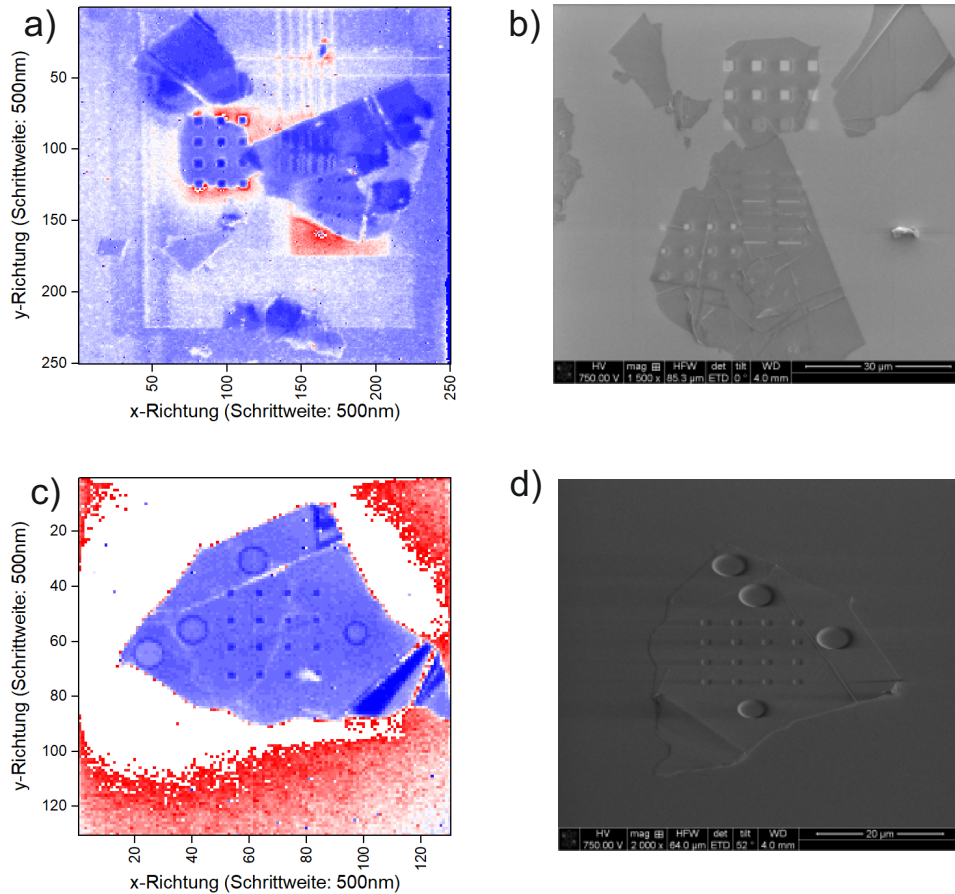 a)
50
100
150
200
250
y-Richtung (Schrittweite: 500nm)
50
100
150
200
250
x-Richtung (Schrittweite: 500nm)
b)
HV mag HFW det tilt WD
750.00 V 1 500 x 85.3 µm ETD 0° 4.0 mm
30 µm
c)
20
40
60
80
100
120
y-Richtung (Schrittweite: 500nm)
20
40
60
80
100
120
x-Richtung (Schrittweite: 500nm)
d)
HV mag HFW det tilt WD
750.00 V 2 000 x 64.0 µm ETD 52° 4.0 mm
20 µm